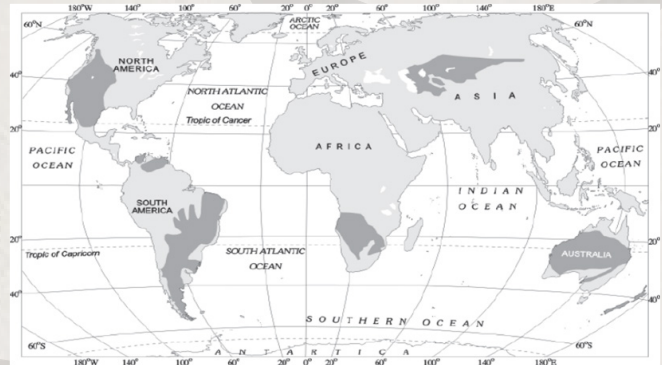 180°W 140° 100° 60° 20° 0° 20° 60° 100° 140° 180°E
ARCTIC
OCEAN
60°N 60°N
NORTH
AMERICA
EUROPE
ASIA
40° 40°
NORTH ATLANTIC
OCEAN
Tropic of Cancer
20° 20°
PACIFIC
OCEAN
AFRICA
PACIFIC
OCEAN
INDIAN
OCEAN
SOUTH
AMERICA
20° 20°
Tropic of Capricorn
SOUTH ATLANTIC
OCEAN
AUSTRALIA
40° 40°
SOUTHERN OCEAN
60°S 60°S
ANTARTICA
180°W 140° 100° 60° 20° 0° 20° 60° 100° 140° 180°E